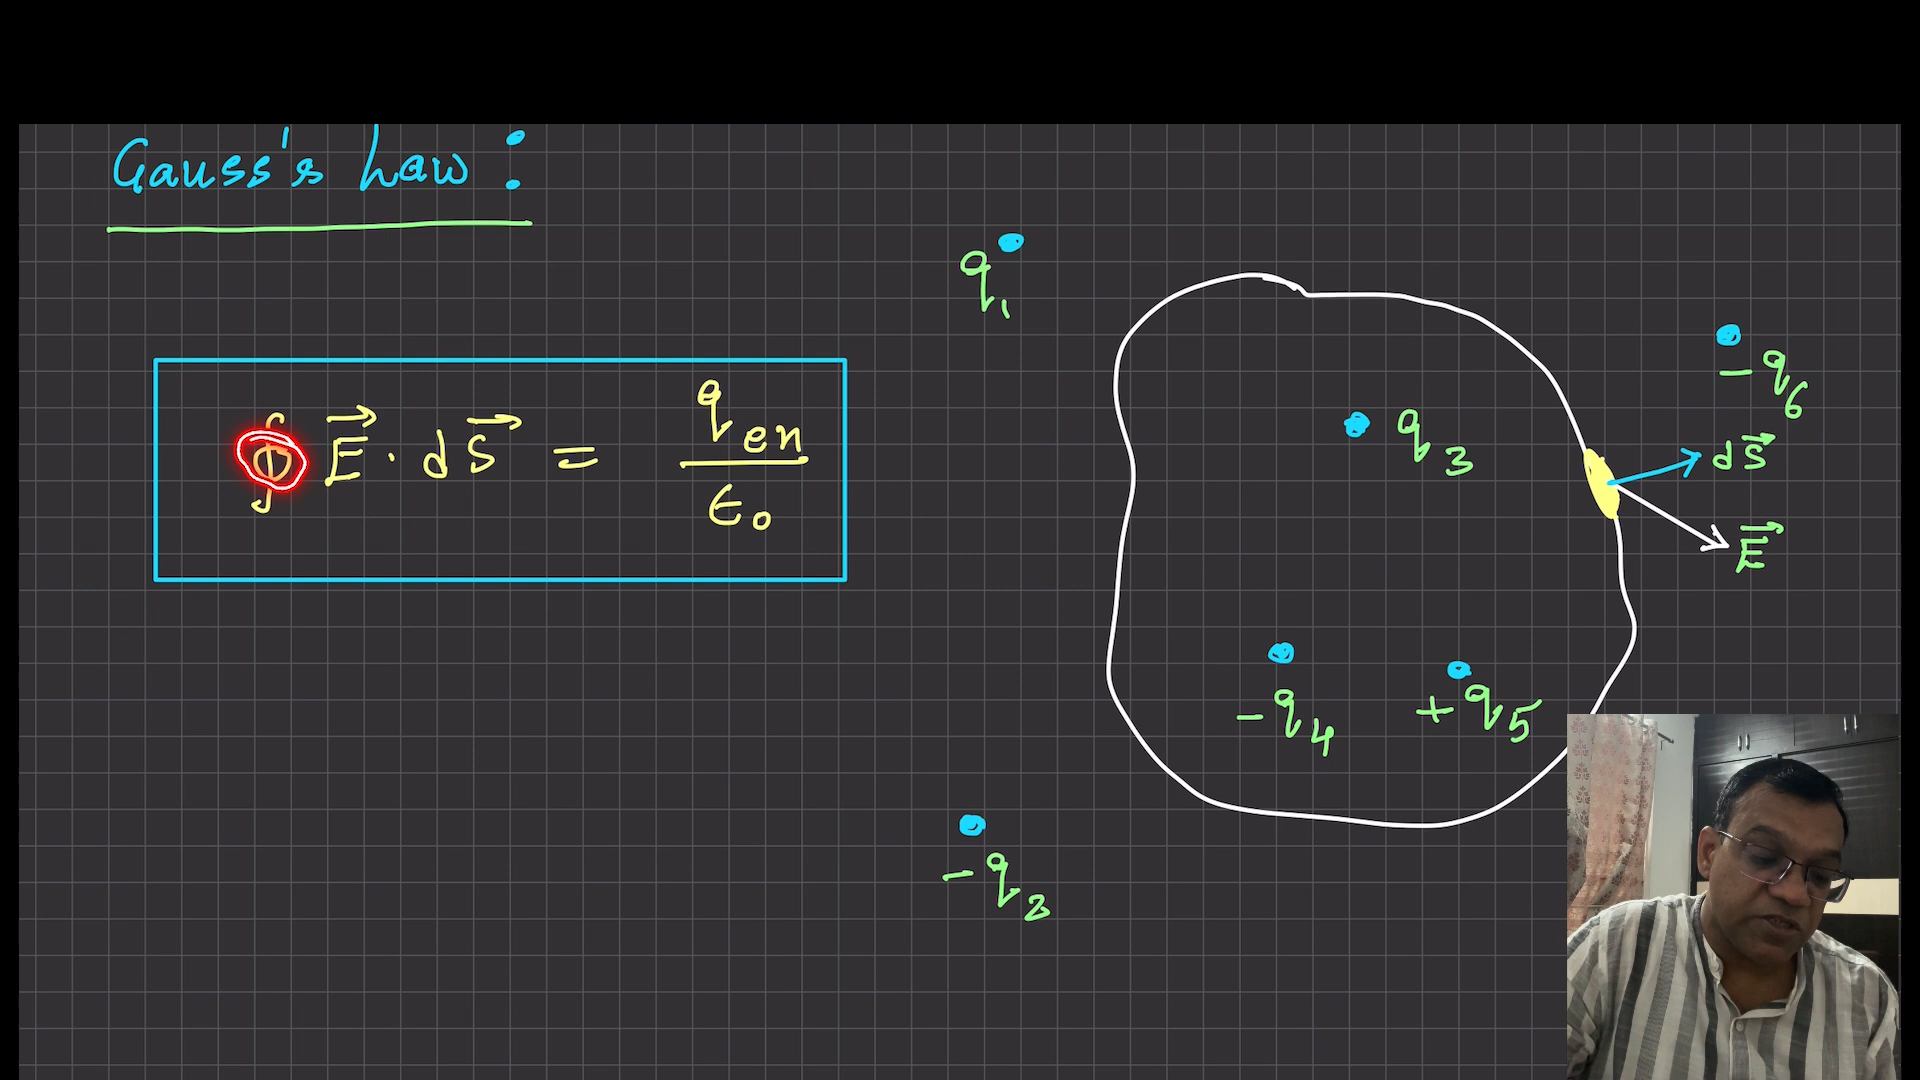 Gauss's Law :
∮ E⃗ · dS⃗ = q_en / ε₀
q₁
q₃
-q₆
dS⃗
E⃗
-q₄
+q₅
-q₂